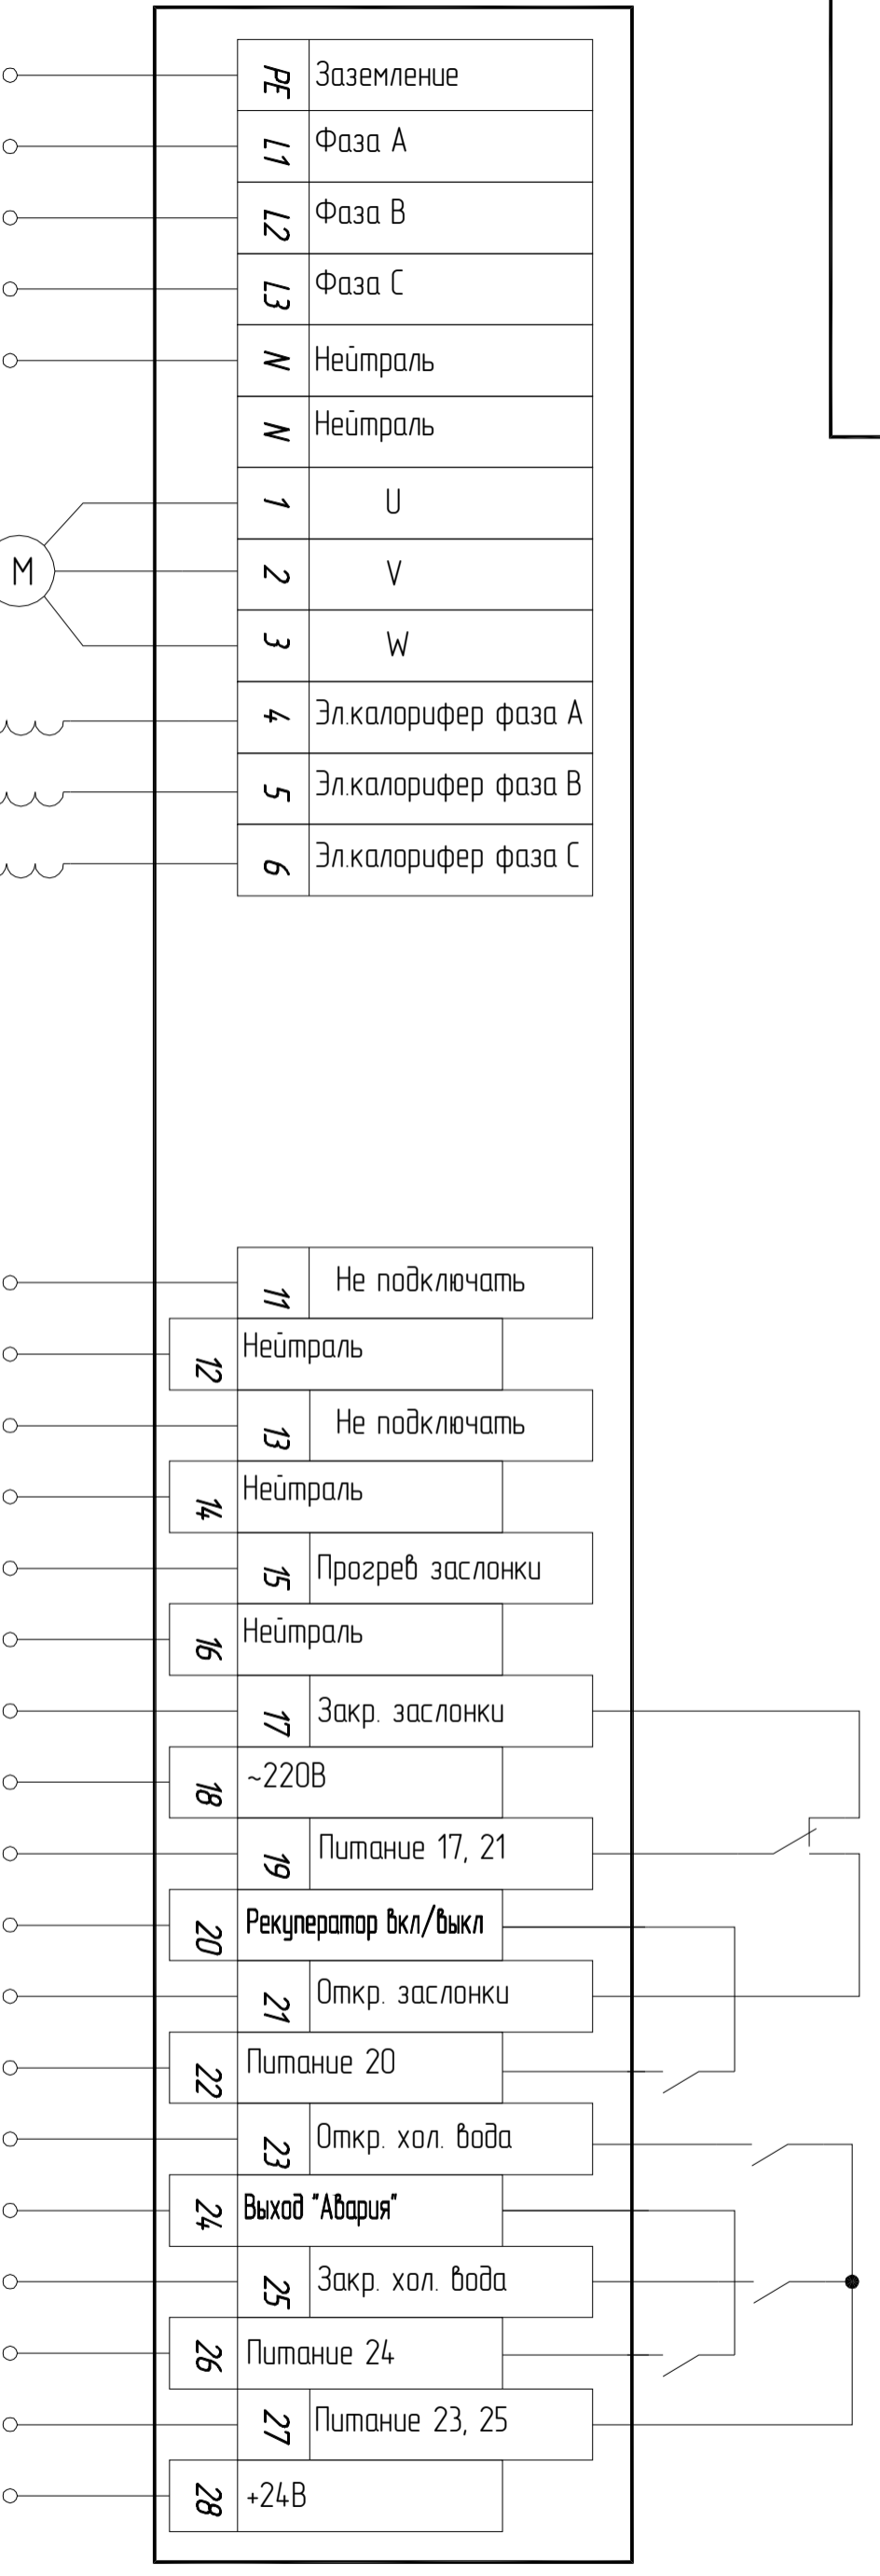 PE Заземление
L1 Фаза А
L2 Фаза В
L3 Фаза С
N Нейтраль
N Нейтраль
1 U
M
2 V
3 W
4 Эл.калорифер фаза А
5 Эл.калорифер фаза В
6 Эл.калорифер фаза С
11 Не подключать
12 Нейтраль
13 Не подключать
14 Нейтраль
15 Прогрев заслонки
16 Нейтраль
17 Закр. заслонки
18 ~220В
19 Питание 17, 21
20 Рекуператор вкл/выкл
21 Откр. заслонки
22 Питание 20
23 Откр. хол. вода
24 Выход "Авария"
25 Закр. хол. вода
26 Питание 24
27 Питание 23, 25
28 +24В